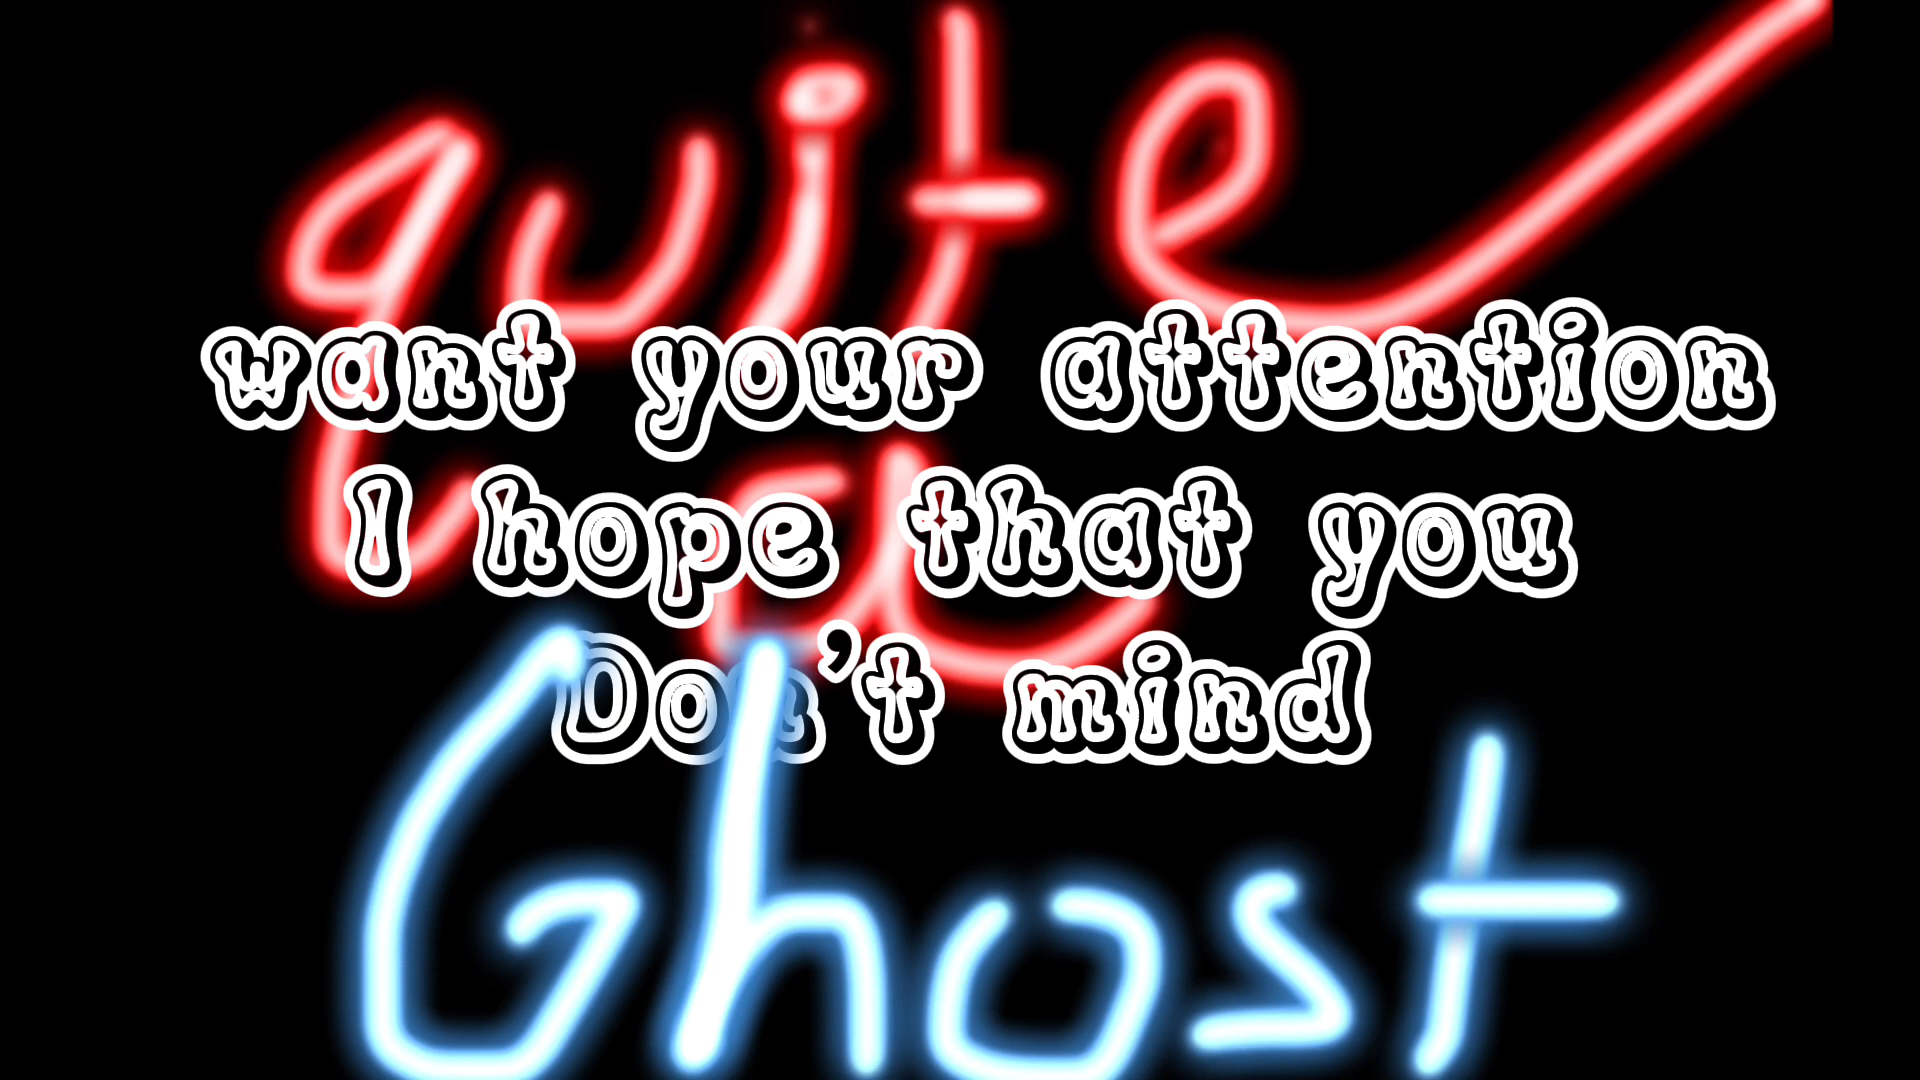 quite
want your attention
a
I hope that you
Don't mind
Ghost